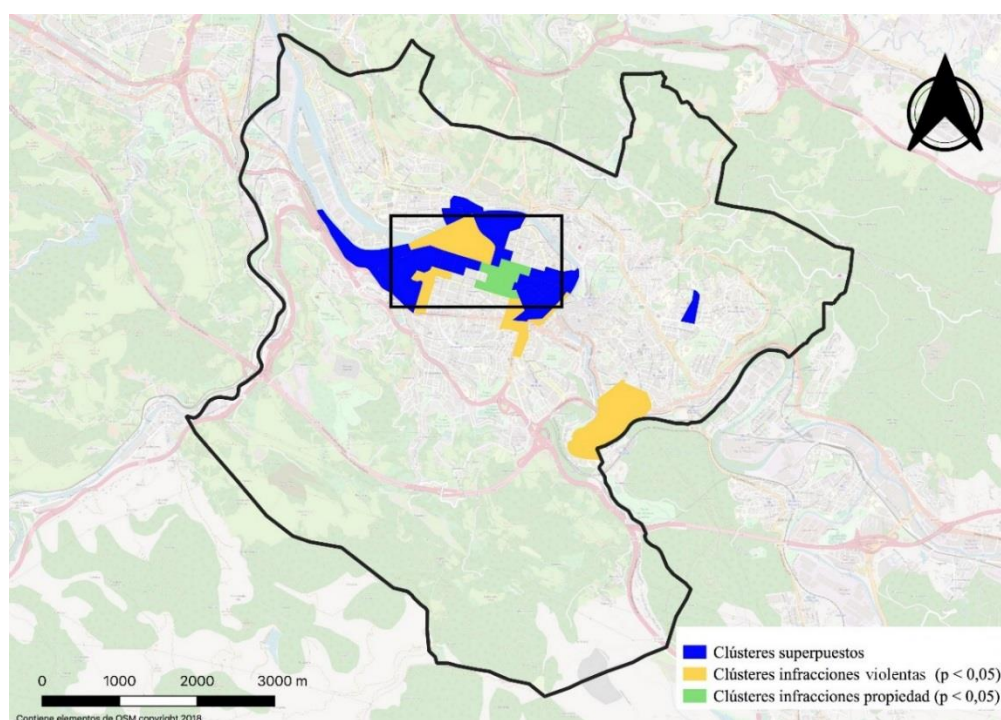 Clústeres superpuestos
Clústeres infracciones violentas (p < 0,05)
Clústeres infracciones propiedad (p < 0,05)
0 1000 2000 3000 m
Contiene elementos de OSM copyright 2018